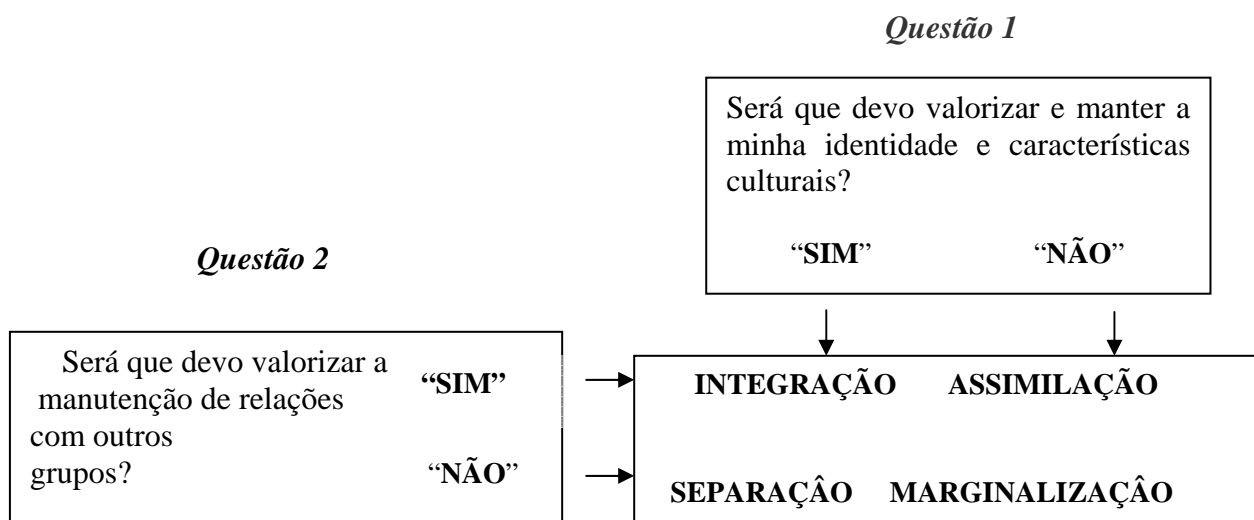 Questão 1
Será que devo valorizar e manter a
minha identidade e características
culturais?
“SIM” “NÃO”
Questão 2
Será que devo valorizar a
manutenção de relações
com outros
grupos?
“SIM”
“NÃO”
INTEGRAÇÃO ASSIMILAÇÃO
SEPARAÇÂO MARGINALIZAÇÂO